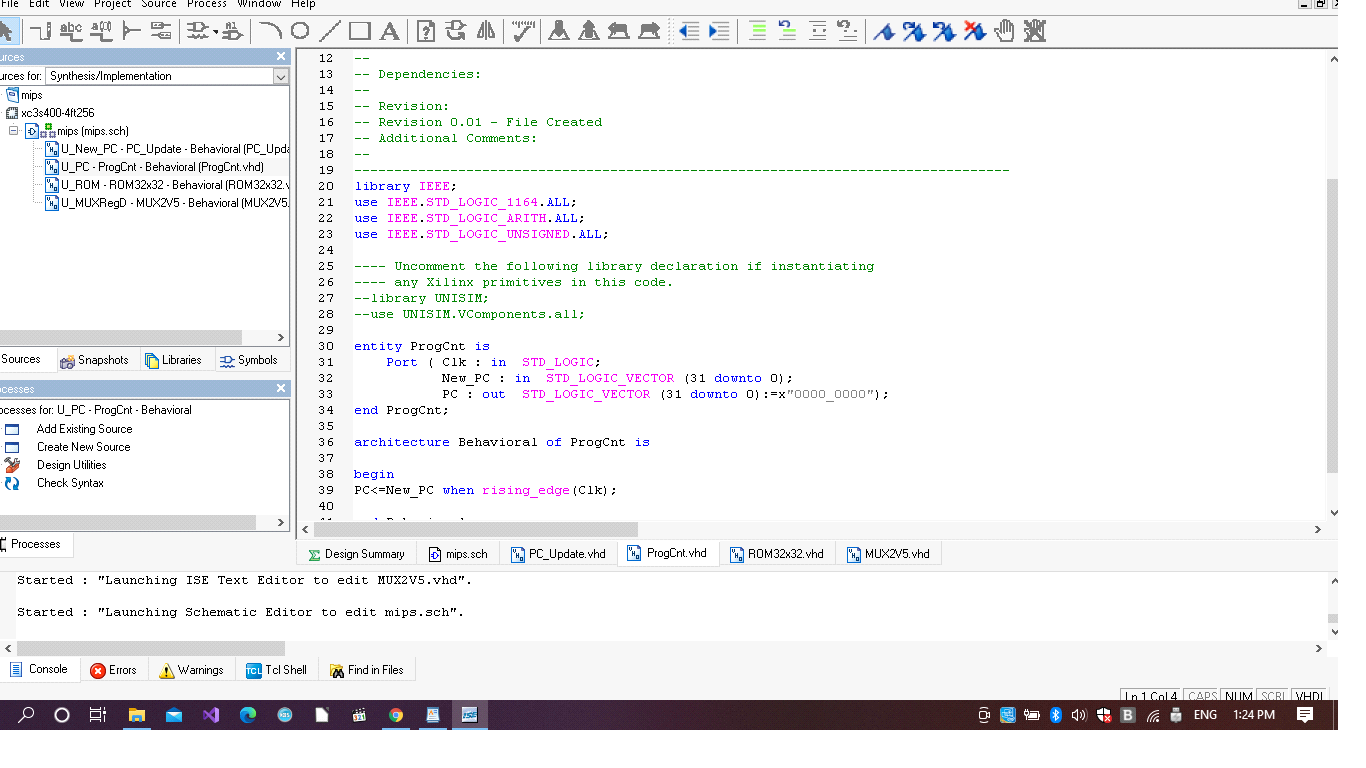 File Edit View Project Source Process Window Help
urces
urces for: Synthesis/Implementation
mips
xc3s400-4ft256
mips (mips.sch)
U_New_PC - PC_Update - Behavioral (PC_Upda
U_PC - ProgCnt - Behavioral (ProgCnt.vhd)
U_ROM - ROM32x32 - Behavioral (ROM32x32.v
U_MUXRegD - MUX2V5 - Behavioral (MUX2V5.
Sources Snapshots Libraries Symbols
ocesses
ocesses for: U_PC - ProgCnt - Behavioral
Add Existing Source
Create New Source
Design Utilities
Check Syntax
Processes
12 --
13 -- Dependencies:
14 --
15 -- Revision:
16 -- Revision 0.01 - File Created
17 -- Additional Comments:
18 --
19 ----------------------------------------------------------------------------------
20 library IEEE;
21 use IEEE.STD_LOGIC_1164.ALL;
22 use IEEE.STD_LOGIC_ARITH.ALL;
23 use IEEE.STD_LOGIC_UNSIGNED.ALL;
24
25 ---- Uncomment the following library declaration if instantiating
26 ---- any Xilinx primitives in this code.
27 --library UNISIM;
28 --use UNISIM.VComponents.all;
29
30 entity ProgCnt is
31 Port ( Clk : in STD_LOGIC;
32 New_PC : in STD_LOGIC_VECTOR (31 downto 0);
33 PC : out STD_LOGIC_VECTOR (31 downto 0):=x"0000_0000");
34 end ProgCnt;
35
36 architecture Behavioral of ProgCnt is
37
38 begin
39 PC<=New_PC when rising_edge(Clk);
40
Design Summary mips.sch PC_Update.vhd ProgCnt.vhd ROM32x32.vhd MUX2V5.vhd
Started : "Launching ISE Text Editor to edit MUX2V5.vhd".
Started : "Launching Schematic Editor to edit mips.sch".
Console Errors Warnings Tcl Shell Find in Files
Ln 1 Col 4 CAPS NUM SCRL VHDL
ENG 1:24 PM